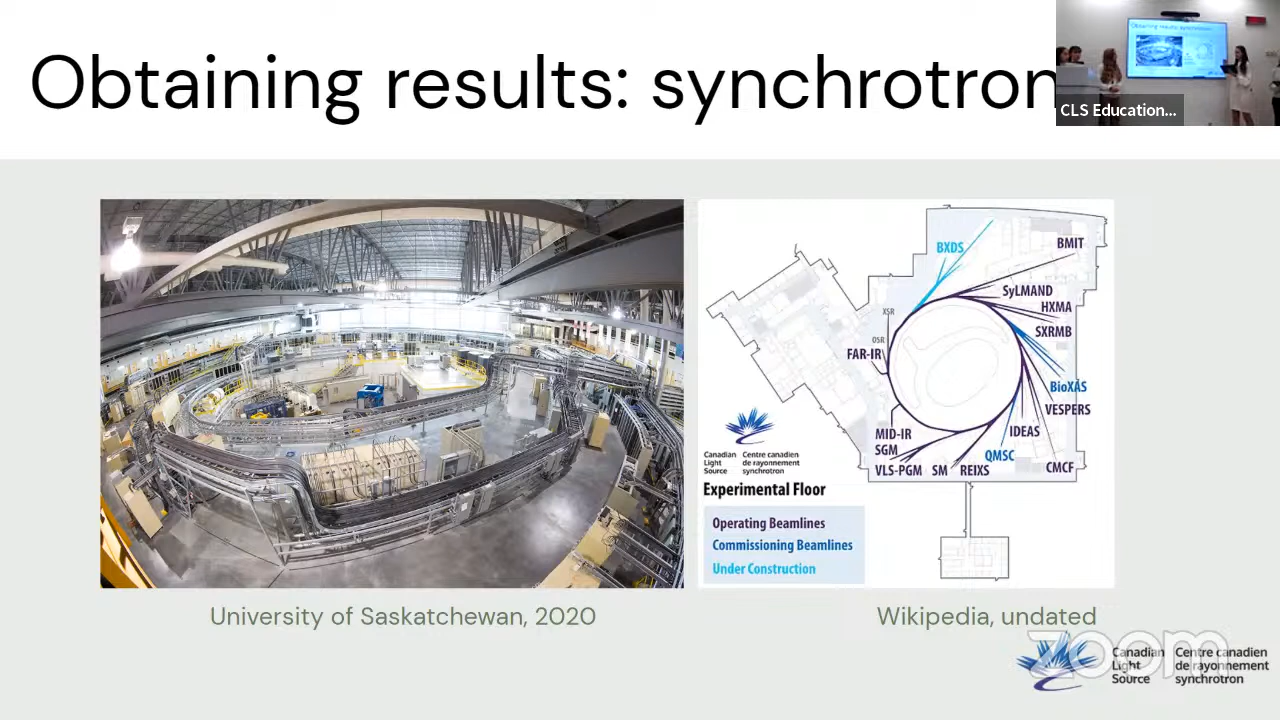 Obtaining results: synchrotron
CLS Education...
BXDS
BMIT
SyLMAND
HXMA
XSR
SXRMB
OSR
FAR-IR
BioXAS
VESPERS
MID-IR
IDEAS
SGM
QMSC
VLS-PGM
SM
REIXS
CMCF
Canadian Centre canadien
Light de rayonnement
Source synchrotron
Experimental Floor
Operating Beamlines
Commissioning Beamlines
Under Construction
University of Saskatchewan, 2020
Wikipedia, undated
zoom
Canadian Centre canadien
Light de rayonnement
Source synchrotron